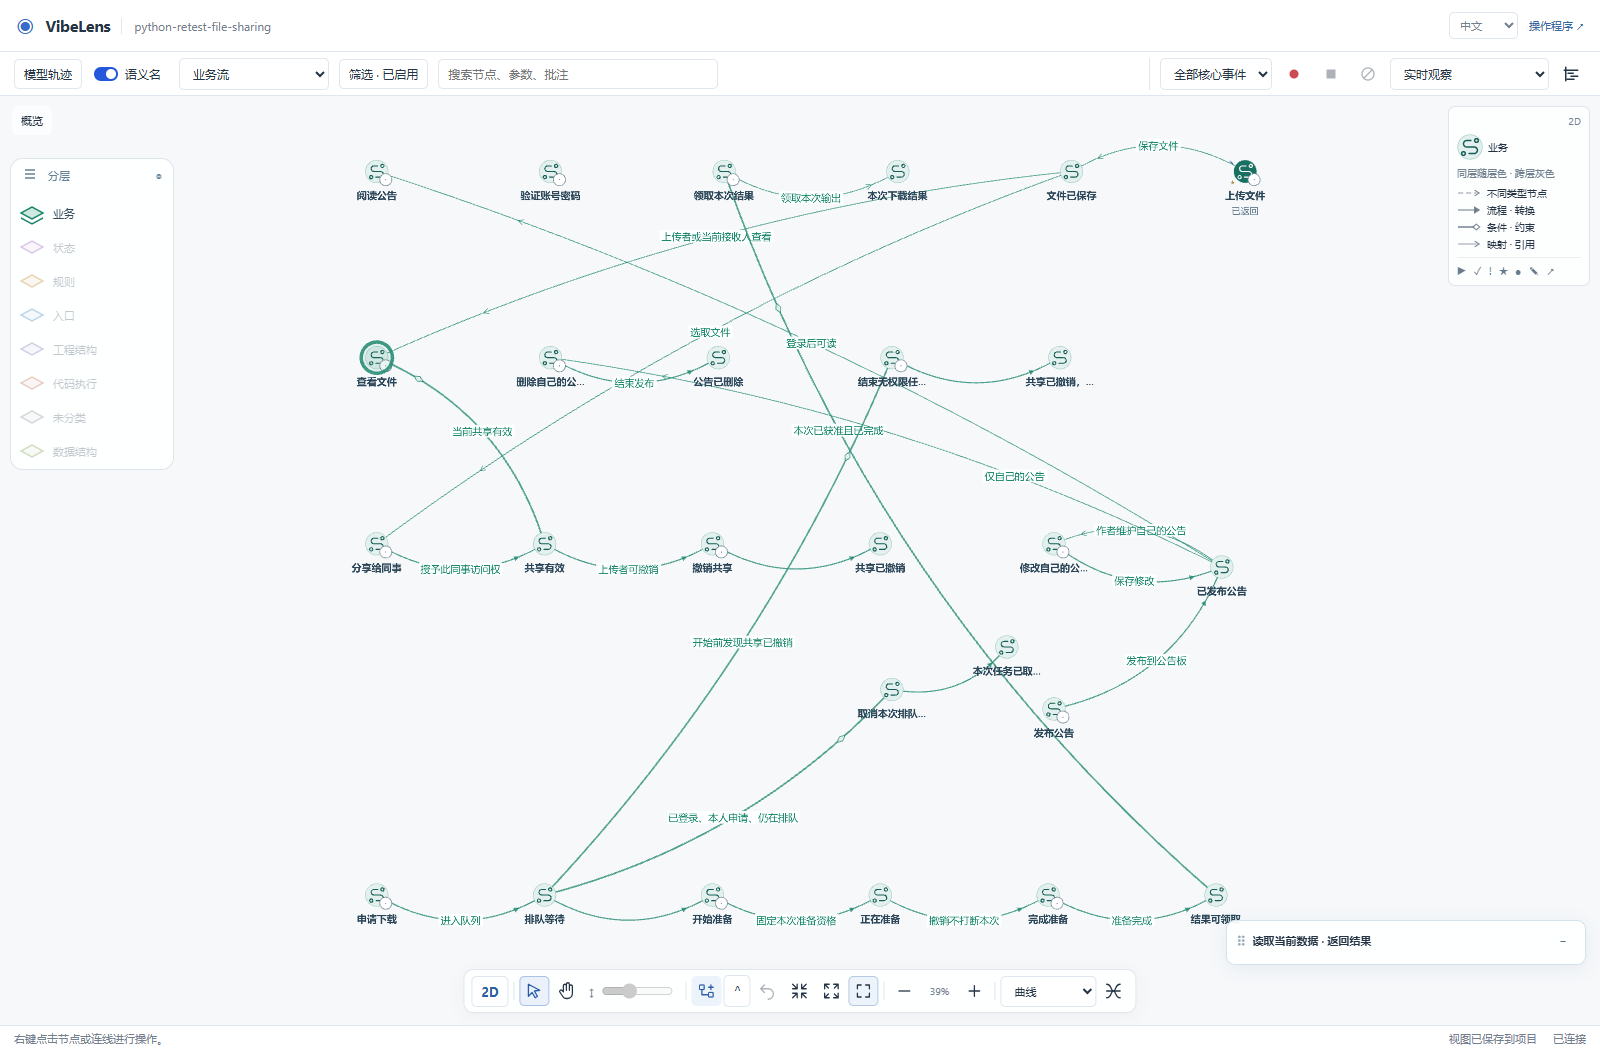 VibeLens
python-retest-file-sharing
中文
操作程序 ↗
模型轨迹
语义名
业务流
筛选 · 已启用
搜索节点、参数、批注
全部核心事件
实时观察
概览
分层
业务
状态
规则
入口
工程结构
代码执行
未分类
数据结构
2D
业务
同层随层色 · 跨层灰色
不同类型节点
流程 · 转换
条件 · 约束
映射 · 引用
保存文件
阅读公告
验证账号密码
领取本次结果
领取本次输出
本次下载结果
文件已保存
上传文件
已返回
上传者或当前接收人查看
选取文件
登录后可读
查看文件
删除自己的公...
结束发布
公告已删除
结束无权限任...
共享已撤销，...
当前共享有效
本次已获准且已完成
仅自己的公告
作者维护自己的公告
分享给同事
授予此同事访问权
共享有效
上传者可撤销
撤销共享
共享已撤销
修改自己的公...
保存修改
已发布公告
开始前发现共享已撤销
发布到公告板
本次任务已取...
取消本次排队...
发布公告
已登录、本人申请、仍在排队
申请下载
进入队列
排队等待
开始准备
固定本次准备资格
正在准备
撤销不打断本次
完成准备
准备完成
结果可领取
读取当前数据 · 返回结果
2D
39%
曲线
右键点击节点或连线进行操作。
视图已保存到项目
已连接